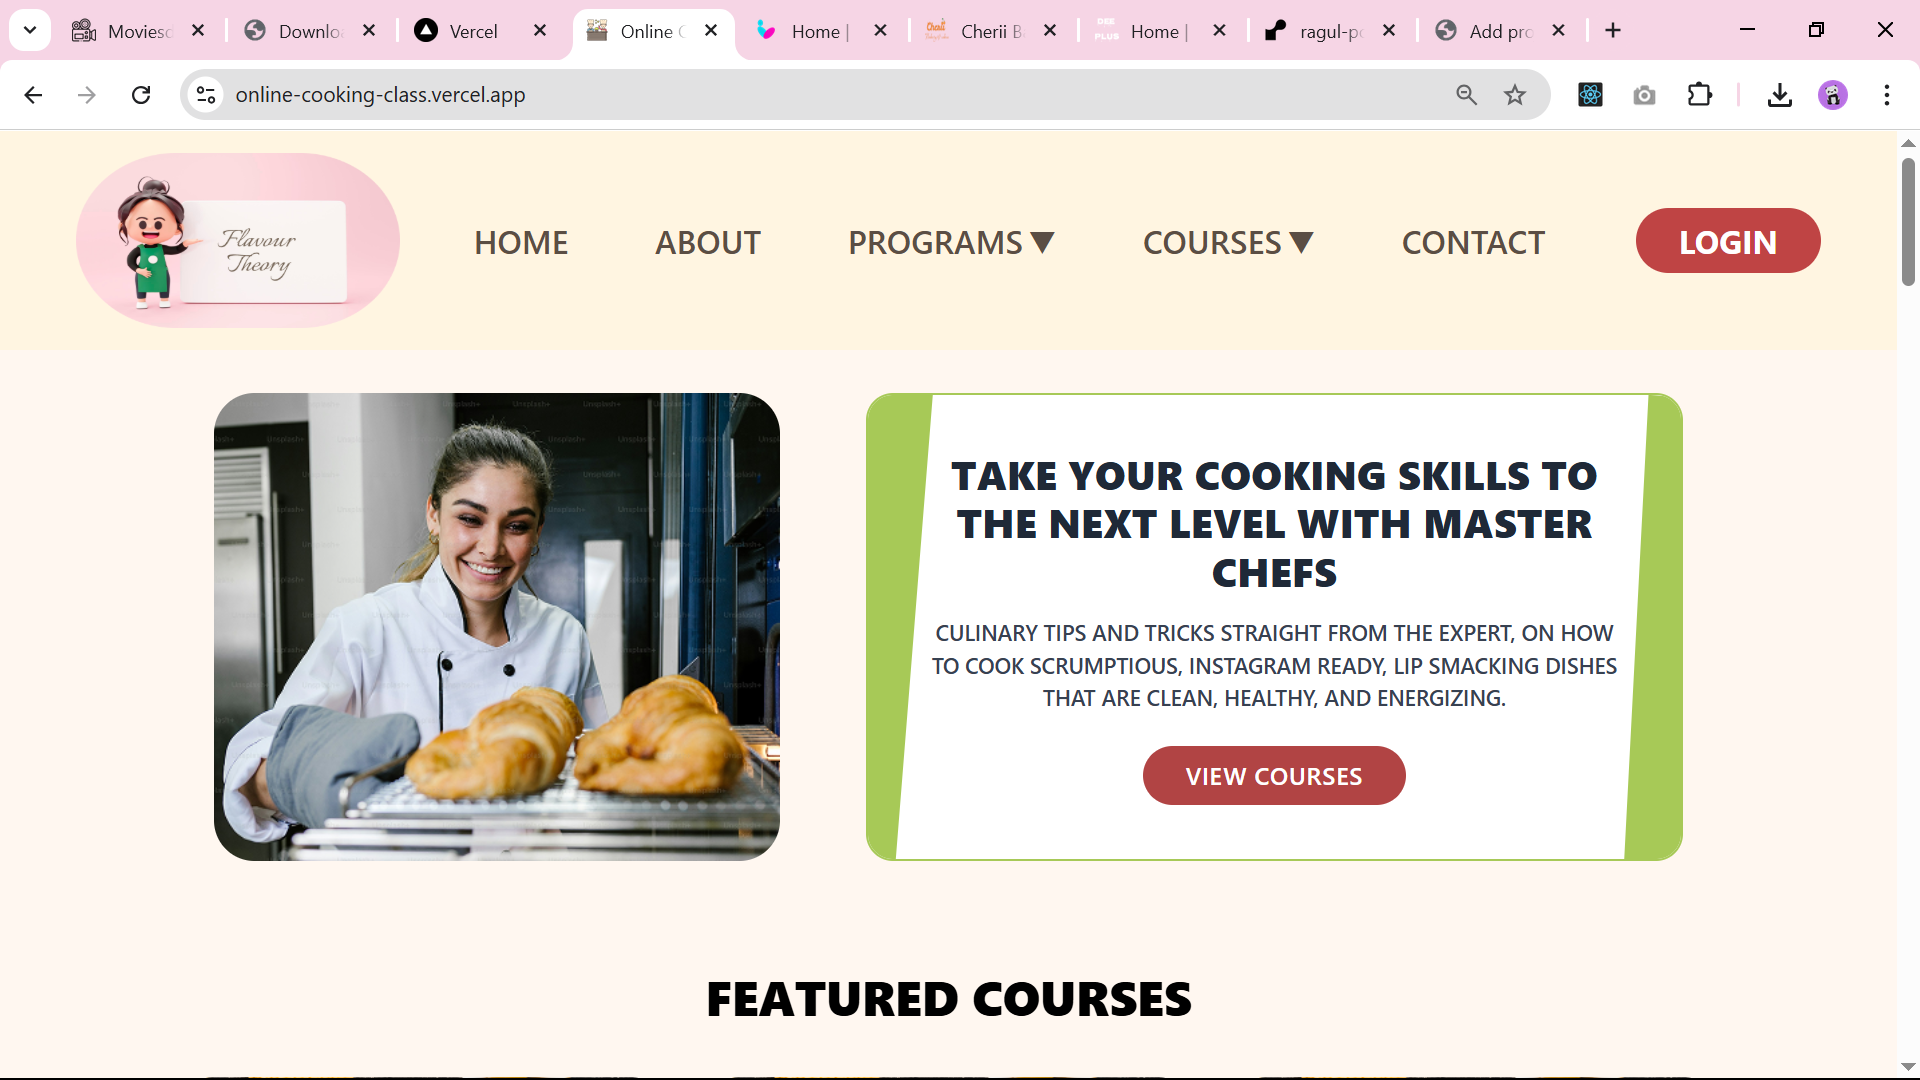 Moviesd
Downlo
Vercel
Online C
Home |
Cherii B
Home |
ragul-po
Add pro
online-cooking-class.vercel.app
Flavour
Theory
HOME
ABOUT
PROGRAMS ▼
COURSES ▼
CONTACT
LOGIN
TAKE YOUR COOKING SKILLS TO
THE NEXT LEVEL WITH MASTER
CHEFS
CULINARY TIPS AND TRICKS STRAIGHT FROM THE EXPERT, ON HOW
TO COOK SCRUMPTIOUS, INSTAGRAM READY, LIP SMACKING DISHES
THAT ARE CLEAN, HEALTHY, AND ENERGIZING.
VIEW COURSES
FEATURED COURSES